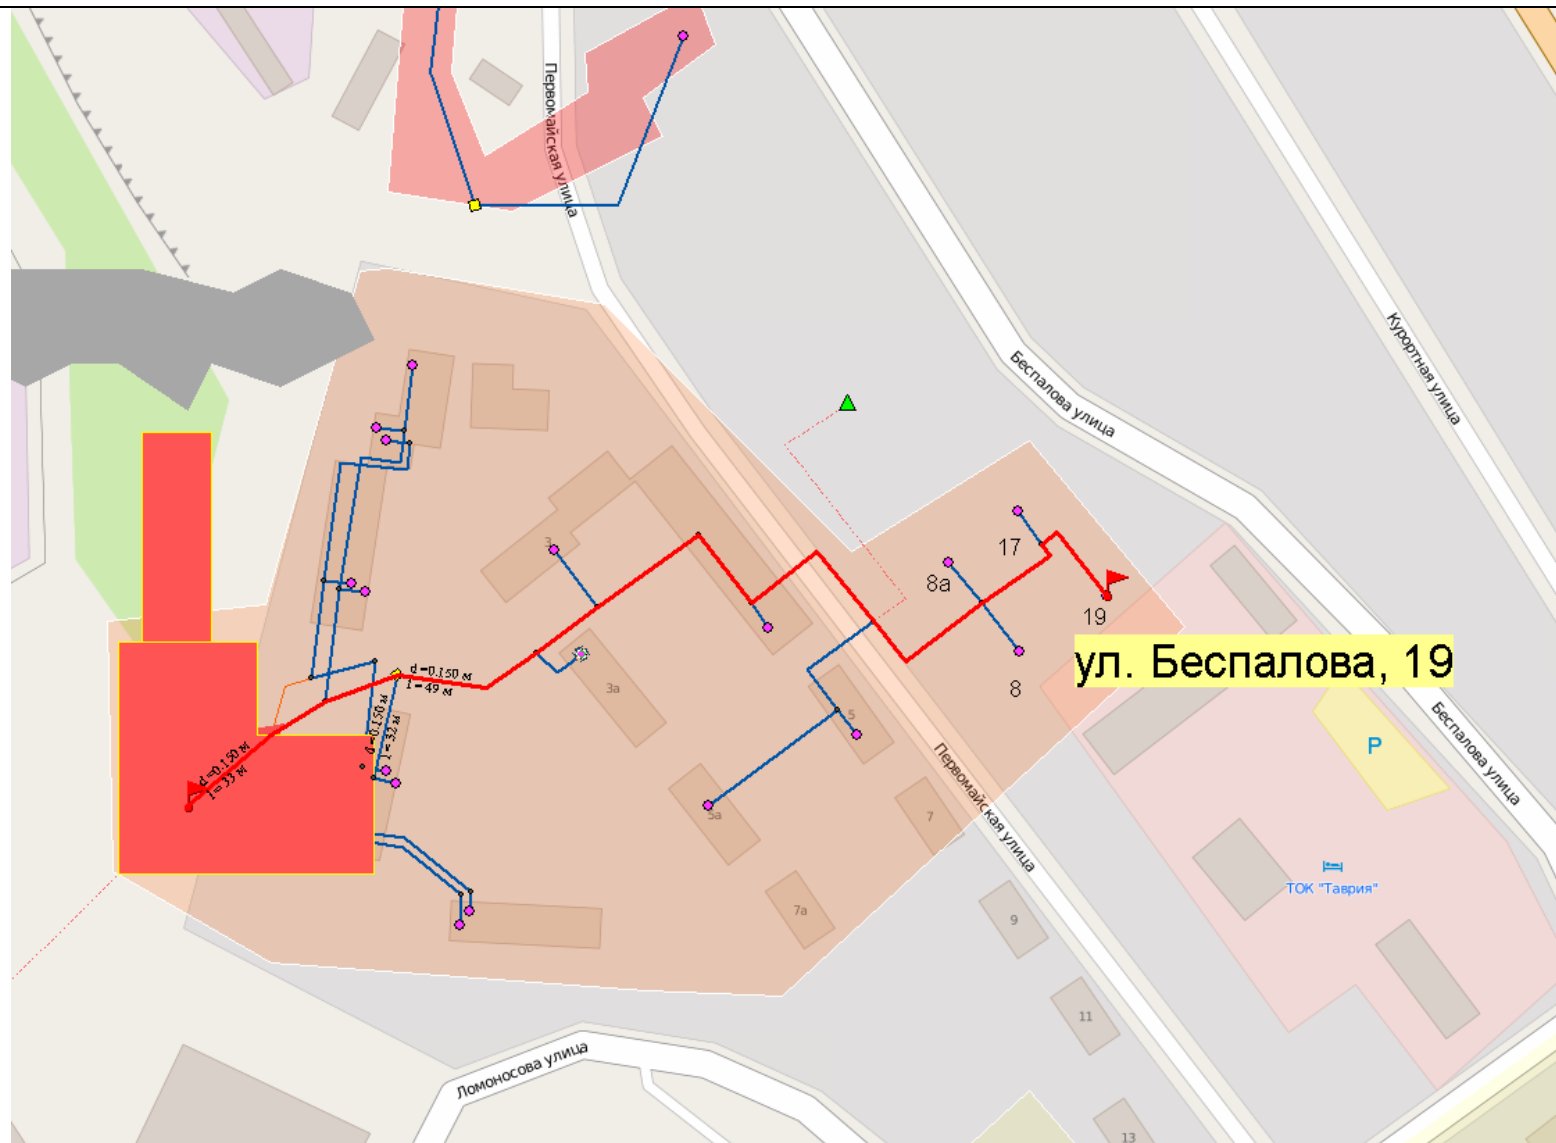 Первомайская улица
Беспалова улица
Курортная улица
3
17
8а
19
ул. Беспалова, 19
d=0.150 м
l=49 м
3а
8
d=0.150 м
l=32 м
d=0.150 м
l=33 м
5
Р
Беспалова улица
Первомайская улица
5а
7
ТОК "Таврия"
7а
9
11
Ломоносова улица
13